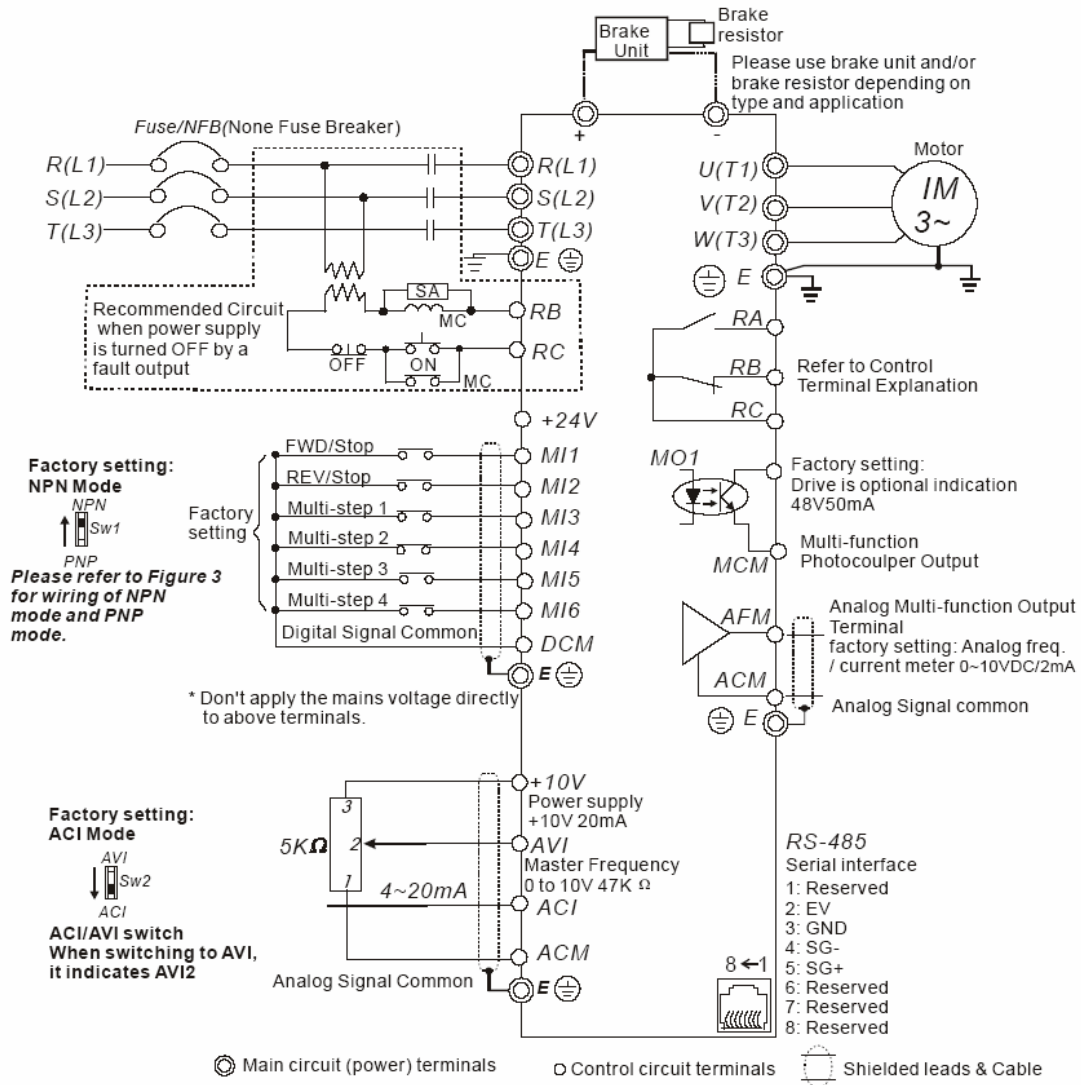 Brake
Unit
Brake
resistor
Please use brake unit and/or
brake resistor depending on
type and application
+
-
Fuse/NFB(None Fuse Breaker)
R(L1)
S(L2)
T(L3)
R(L1)
S(L2)
T(L3)
E
U(T1)
V(T2)
W(T3)
E
Motor
IM
3~
Recommended Circuit
when power supply
is turned OFF by a
fault output
SA
MC
OFF
ON
MC
RB
RC
RA
RB
RC
Refer to Control
Terminal Explanation
+24V
Factory setting:
NPN Mode
NPN
Sw1
PNP
Please refer to Figure 3
for wiring of NPN
mode and PNP
mode.
Factory
setting
FWD/Stop
REV/Stop
Multi-step 1
Multi-step 2
Multi-step 3
Multi-step 4
Digital Signal Common
MI1
MI2
MI3
MI4
MI5
MI6
DCM
E
* Don't apply the mains voltage directly
to above terminals.
MO1
Factory setting:
Drive is optional indication
48V50mA
MCM
Multi-function
Photocoulper Output
AFM
Analog Multi-function Output
Terminal
factory setting: Analog freq.
/ current meter 0~10VDC/2mA
ACM
Analog Signal common
E
Factory setting:
ACI Mode
AVI
Sw2
ACI
ACI/AVI switch
When switching to AVI,
it indicates AVI2
5KΩ
3
2
1
4~20mA
Analog Signal Common
+10V
Power supply
+10V 20mA
AVI
Master Frequency
0 to 10V 47K Ω
ACI
ACM
E
RS-485
Serial interface
1: Reserved
2: EV
3: GND
4: SG-
5: SG+
6: Reserved
7: Reserved
8: Reserved
8←1
Main circuit (power) terminals
Control circuit terminals
Shielded leads & Cable